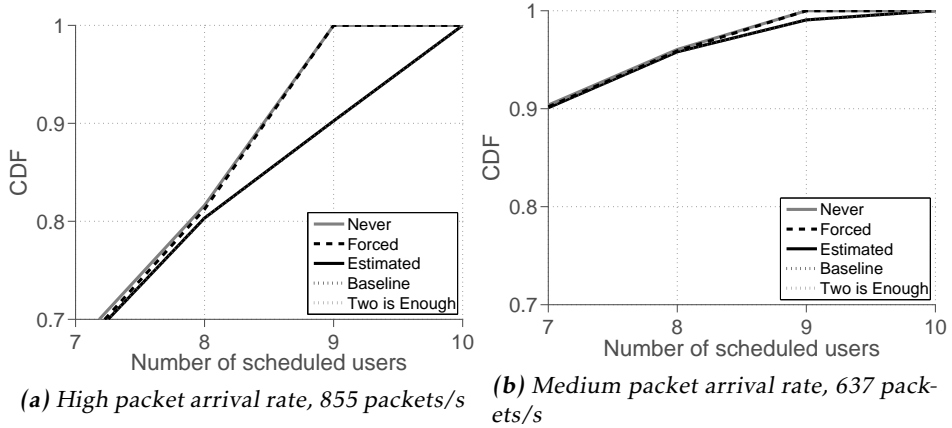 1
0.9
CDF
0.8
0.7
7 8 9 10
Number of scheduled users
Never
Forced
Estimated
Baseline
Two is Enough
(a) High packet arrival rate, 855 packets/s
1
0.9
CDF
0.8
0.7
7 8 9 10
Number of scheduled users
Never
Forced
Estimated
Baseline
Two is Enough
(b) Medium packet arrival rate, 637 pack-
ets/s